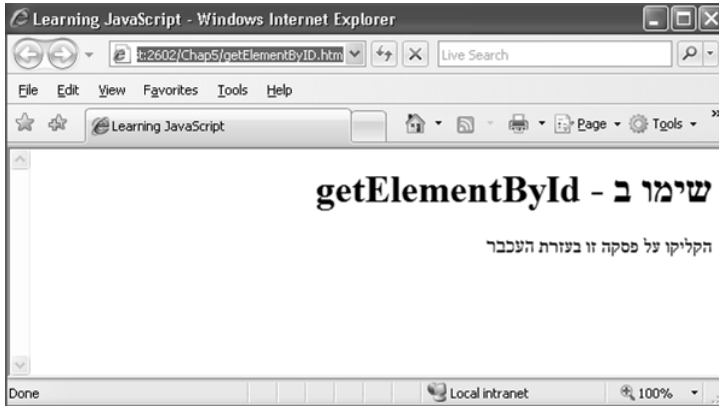 Learning JavaScript - Windows Internet Explorer
t:2602/Chap5/getElementByID.htm Live Search
File Edit View Favorites Tools Help
Learning JavaScript Page Tools »
שימו ב - getElementById
הקליקו על פסקה זו בעזרת העכבר
Done Local intranet 100%